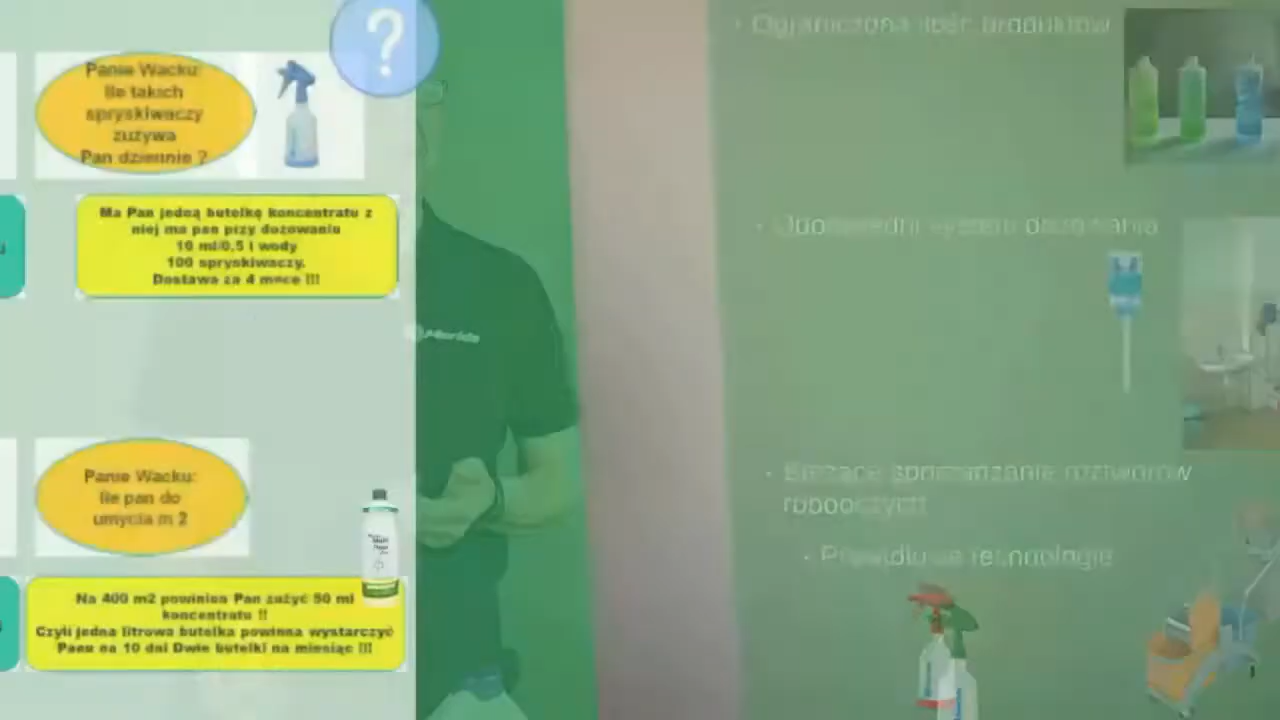 ?
Panie Wacku:
Ile takich
spryskiwaczy
zużywa
Pan dziennie ?
Ma Pan jedną butelkę koncentratu z
niej ma pan przy dozowaniu
10 ml/0,5 l wody
100 spryskiwaczy.
Dostawa za 4 msce !!!
Panie Wacku:
Ile pan do
umycia m 2
Na 400 m2 powinien Pan zużyć 50 ml
koncentratu !!
Czyli jedna litrowa butelka powinna wystarczyć
Panu na 10 dni Dwie butelki na miesiąc !!!
Merida
• Ograniczona ilość produktów
• Odpowiedni system dozowania
• Bieżące sporządzanie roztworów
roboczych
• Prawidłowe technologie